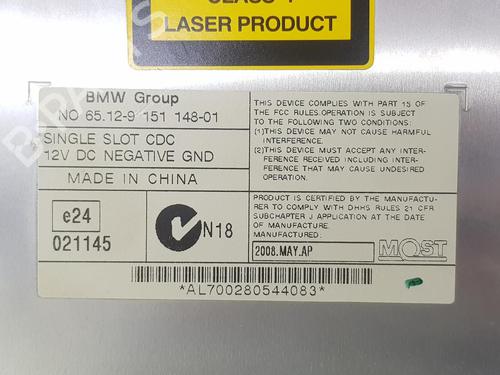 CLASS 1
LASER PRODUCT
BMW Group
NO 65.12-9 151 148-01
SINGLE SLOT CDC
12V DC NEGATIVE GND
MADE IN CHINA
e24
021145
N18
THIS DEVICE COMPLIES WITH PART 15 OF
THE FCC RULES.OPERATION IS SUBJECT
TO THE FOLLOWING TWO CONDITIONS:
(1)THIS DEVICE MAY NOT CAUSE HARMFUL
INTERFERENCE.
(2)THIS DEVICE MUST ACCEPT ANY INTER-
FERENCE RECEIVED INCLUDING INTER-
FERENCE THAT MAY CAUSE UNDESIRED
OPERATION.
PRODUCT IS CERTIFIED BY THE MANUFACTU-
RER TO COMPLY WITH DHHS RULES 21 CFR
SUBCHAPTER J APPLICATION AT THE DATE
OF MANUFACTURE.
MANUFACTURED:
2008.MAY.AP
MOST
*AL700280544083*